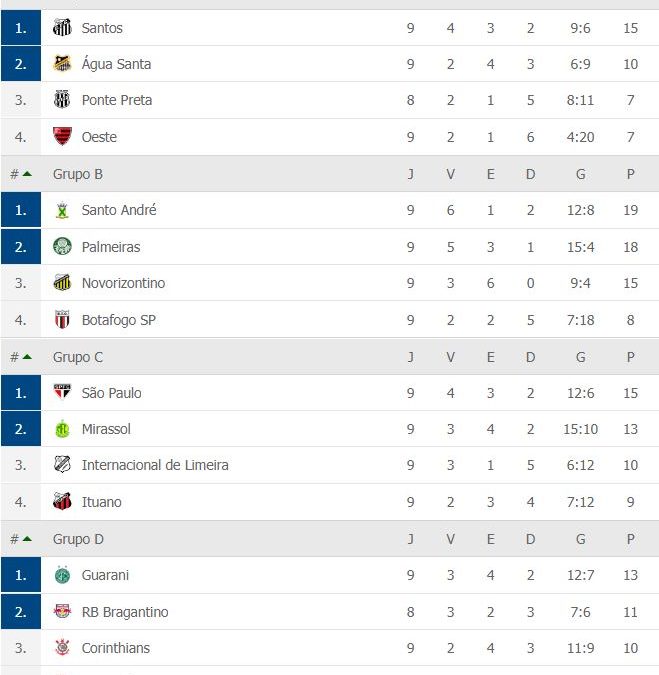 1. Santos 9 4 3 2 9:6 15
2. Água Santa 9 2 4 3 6:9 10
3. Ponte Preta 8 2 1 5 8:11 7
4. Oeste 9 2 1 6 4:20 7
# Grupo B J V E D G P
1. Santo André 9 6 1 2 12:8 19
2. Palmeiras 9 5 3 1 15:4 18
3. Novorizontino 9 3 6 0 9:4 15
4. Botafogo SP 9 2 2 5 7:18 8
# Grupo C J V E D G P
1. São Paulo 9 4 3 2 12:6 15
2. Mirassol 9 3 4 2 15:10 13
3. Internacional de Limeira 9 3 1 5 6:12 10
4. Ituano 9 2 3 4 7:12 9
# Grupo D J V E D G P
1. Guarani 9 3 4 2 12:7 13
2. RB Bragantino 8 3 2 3 7:6 11
3. Corinthians 9 2 4 3 11:9 10